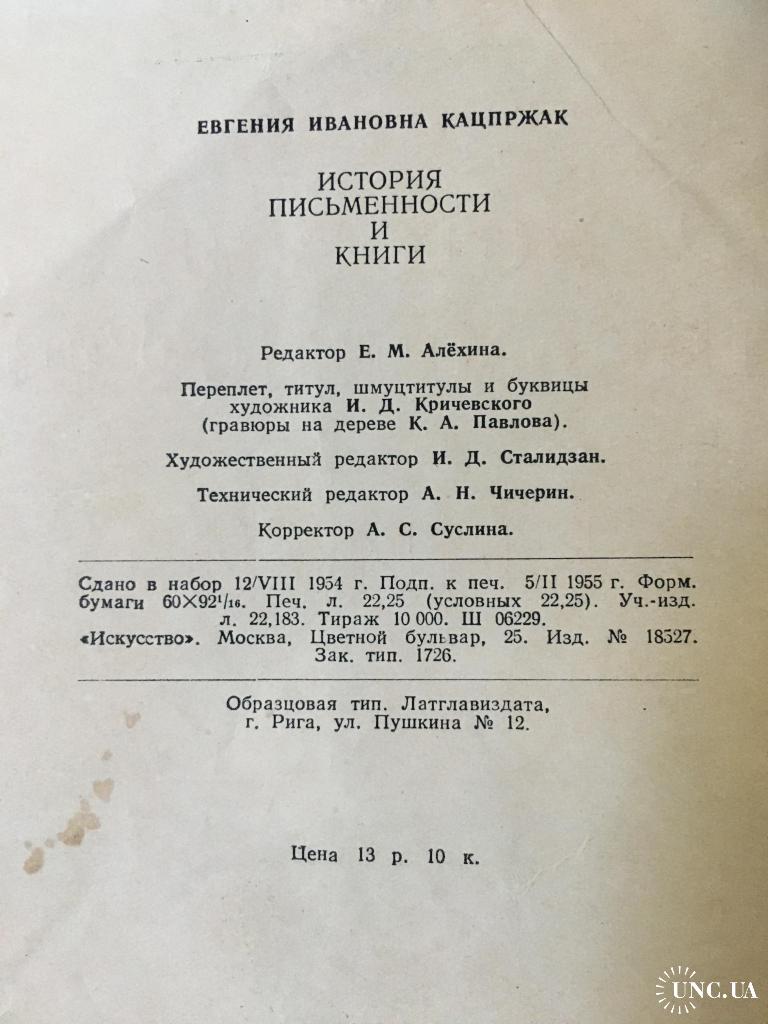 ЕВГЕНИЯ ИВАНОВНА КАЦПРЖАК
ИСТОРИЯ
ПИСЬМЕННОСТИ
И
КНИГИ
Редактор Е. М. Алёхина.
Переплет, титул, шмуцтитулы и буквицы
художника И. Д. Кричевского
(гравюры на дереве К. А. Павлова).
Художественный редактор И. Д. Сталидзан.
Технический редактор А. Н. Чичерин.
Корректор А. С. Суслина.
Сдано в набор 12/VIII 1954 г. Подп. к печ. 5/II 1955 г. Форм.
бумаги 60×92¹/₁₆. Печ. л. 22,25 (условных 22,25). Уч.-изд.
л. 22,183. Тираж 10 000. Ш 06229.
«Искусство». Москва, Цветной бульвар, 25. Изд. № 18527.
Зак. тип. 1726.
Образцовая тип. Латглавиздата,
г. Рига, ул. Пушкина № 12.
Цена 13 р. 10 к.
UNC.UA